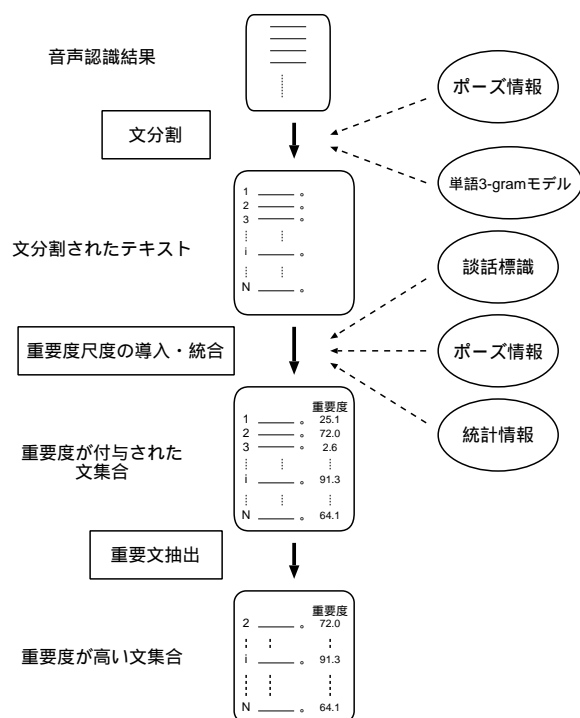 音声認識結果
ポーズ情報
文分割
単語3-gramモデル
1 。
2 。
3 。
i 。
N 。
文分割されたテキスト
談話標識
重要度尺度の導入・統合
ポーズ情報
統計情報
重要度
1 。 25.1
2 。 72.0
3 。 2.6
i 。 91.3
N 。 64.1
重要度が付与された
文集合
重要文抽出
重要度
2 。 72.0
i 。 91.3
N 。 64.1
重要度が高い文集合